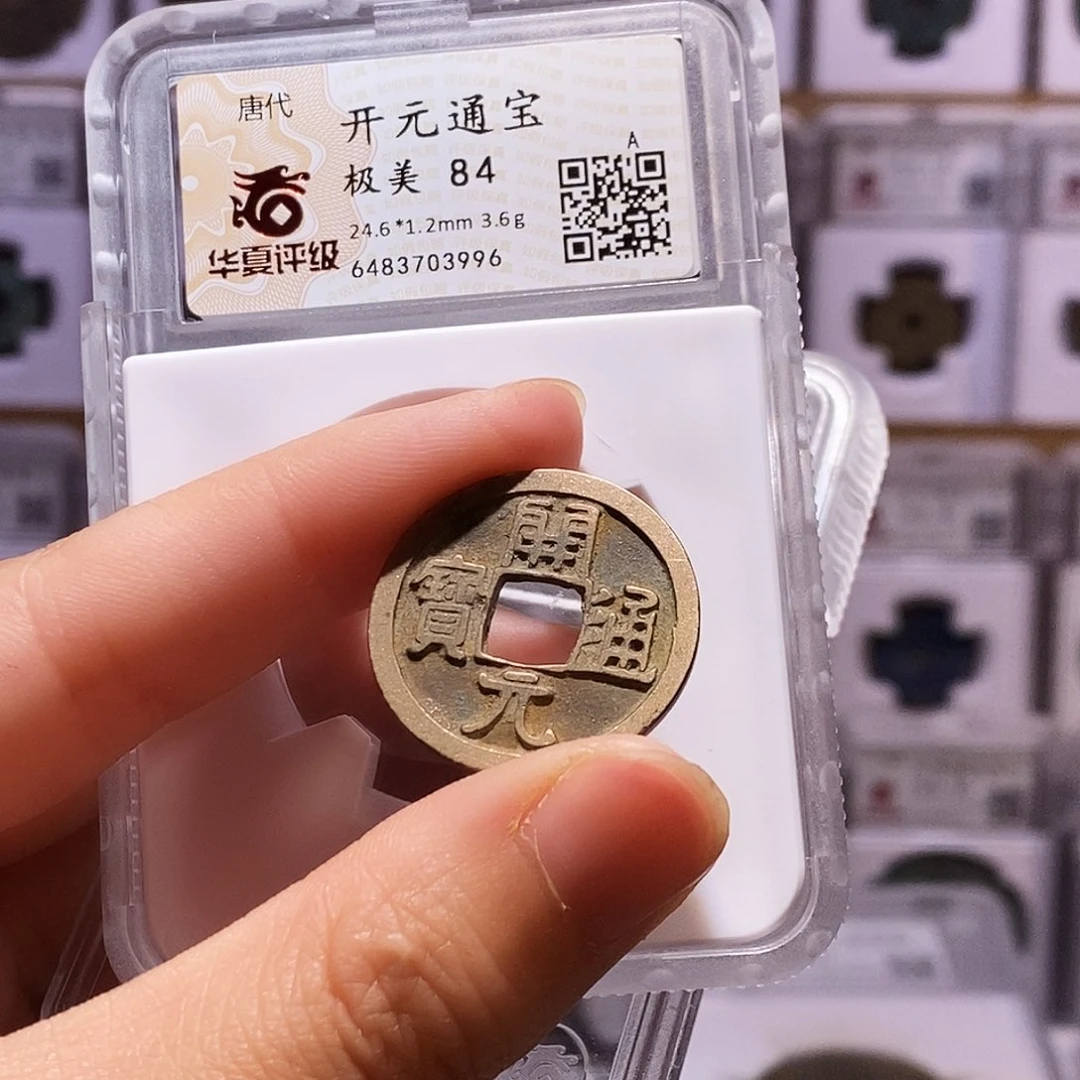 唐代
开元通宝
极美 84
A
24.6*1.2mm 3.6g
华夏评级
6483703996
開
寶 通
元